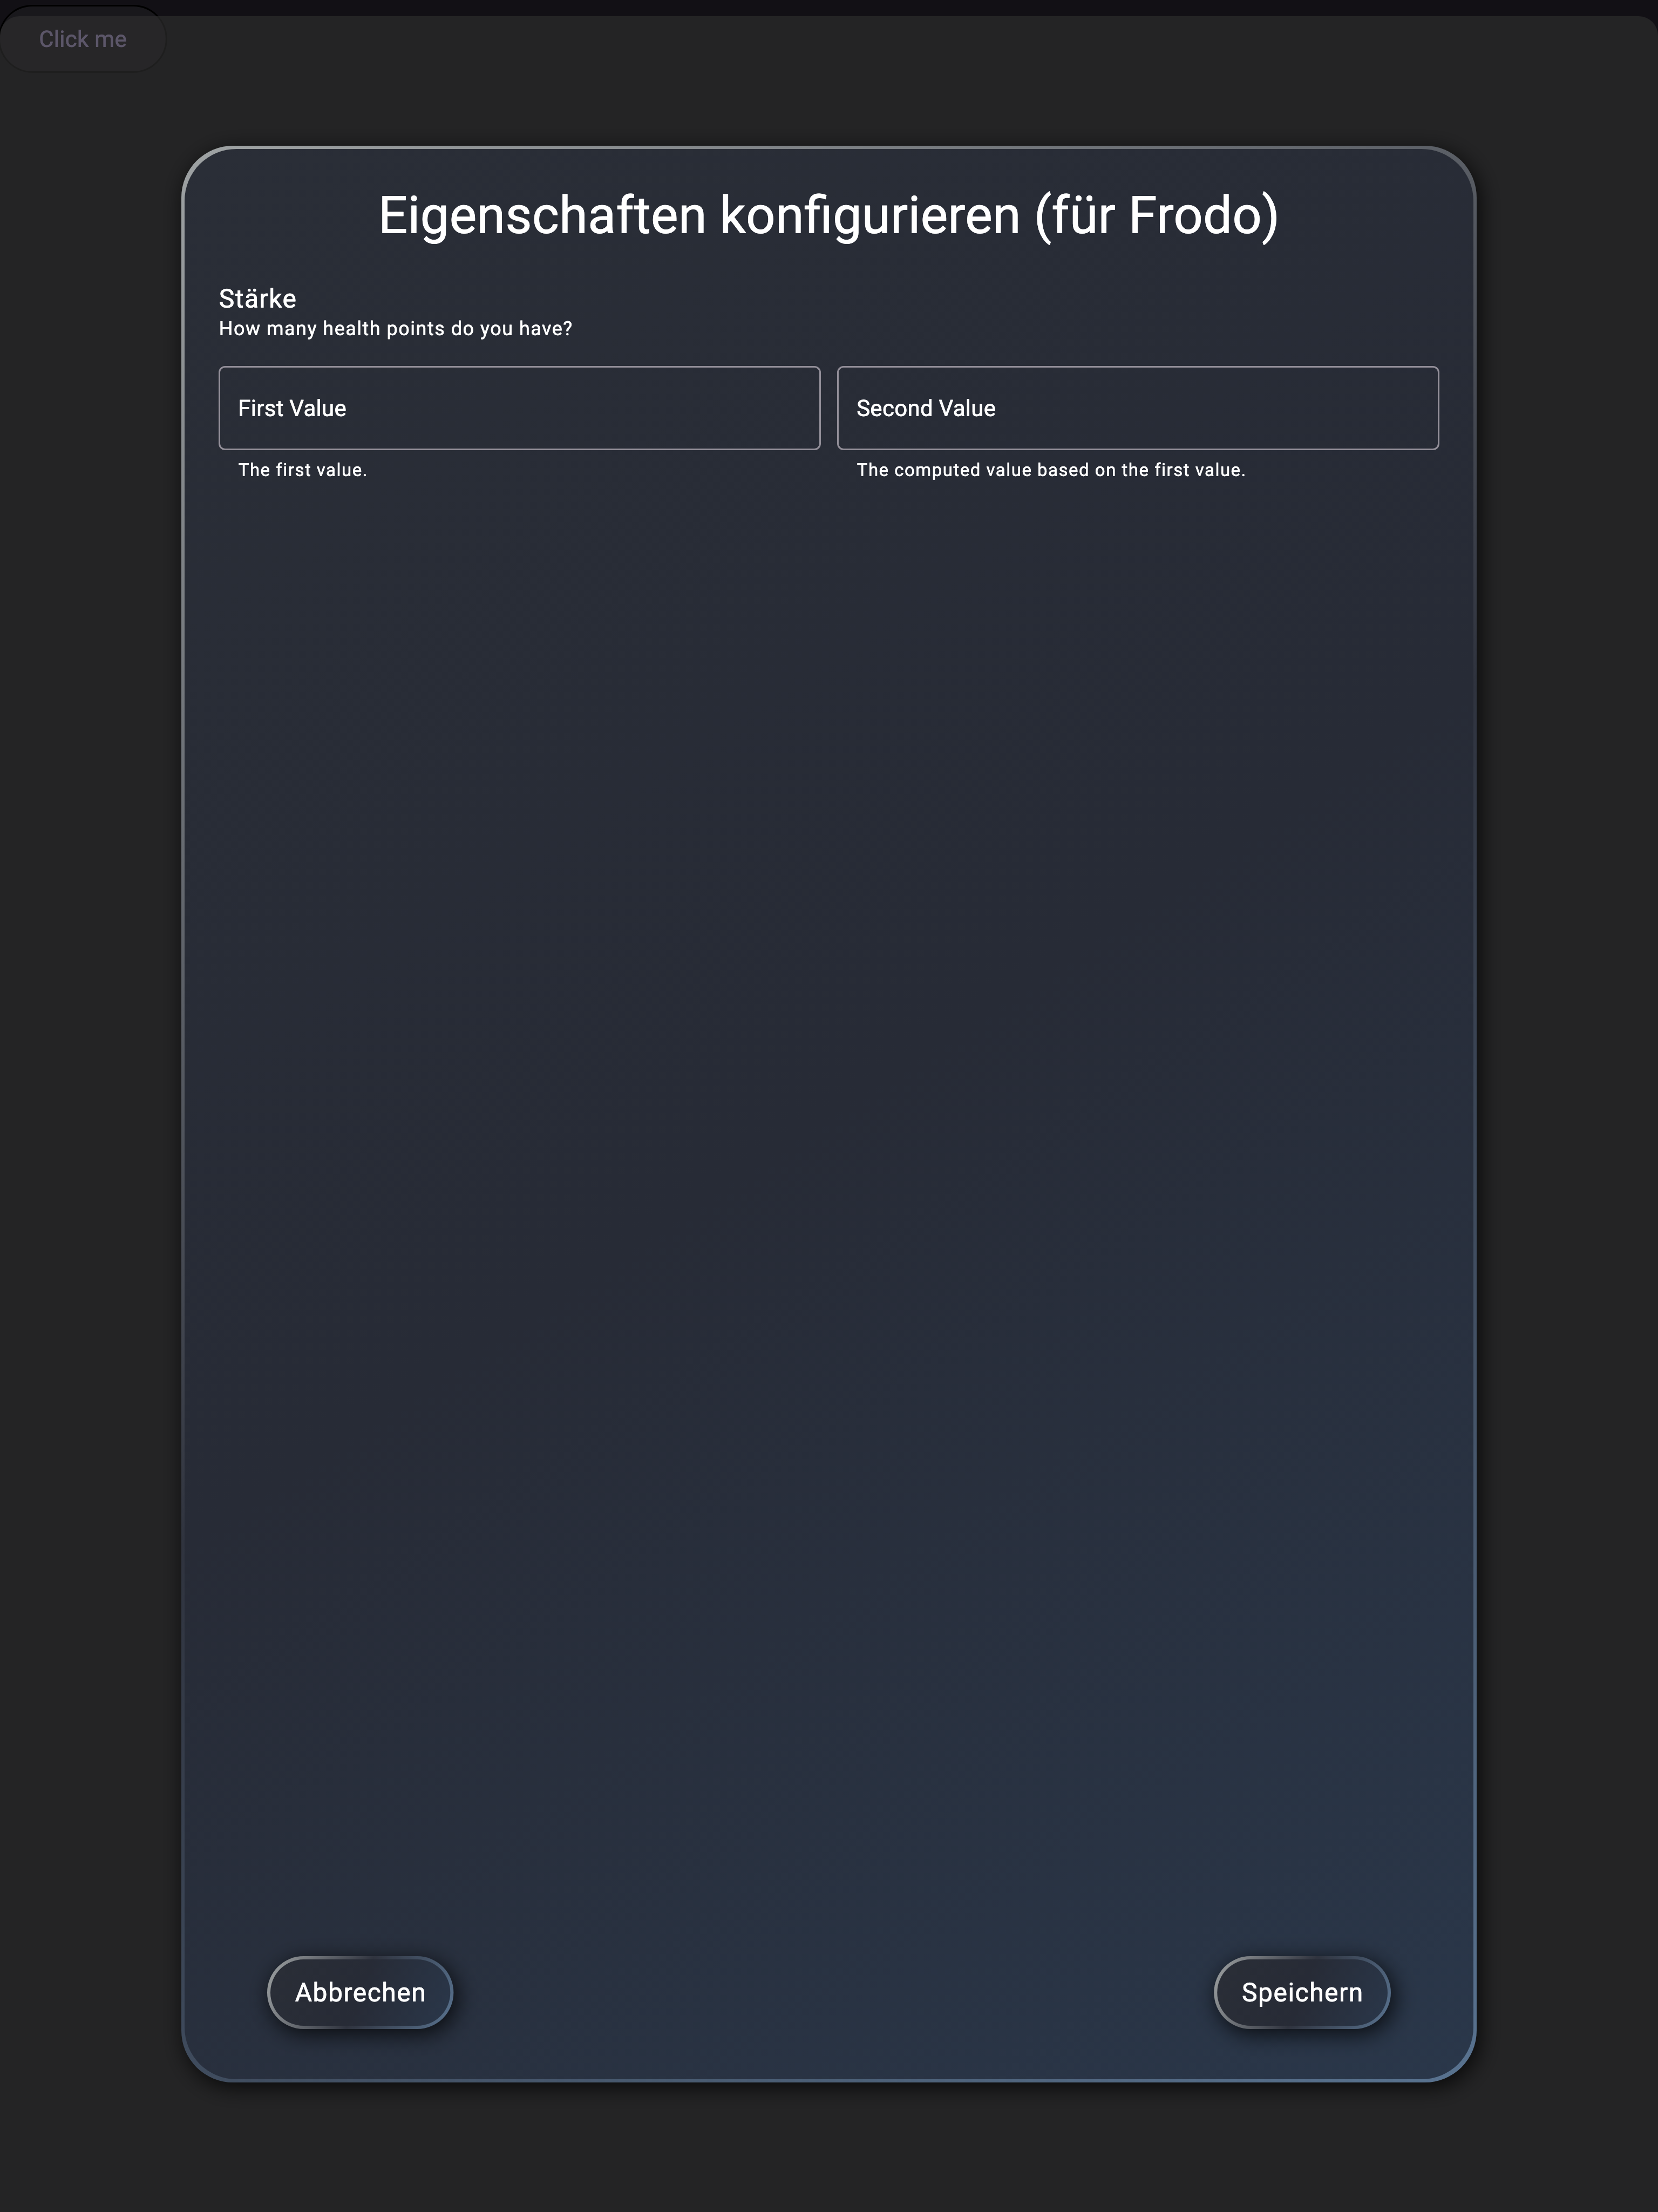 Click me
Eigenschaften konfigurieren (für Frodo)
Stärke
How many health points do you have?
First Value
Second Value
The first value.
The computed value based on the first value.
Abbrechen
Speichern